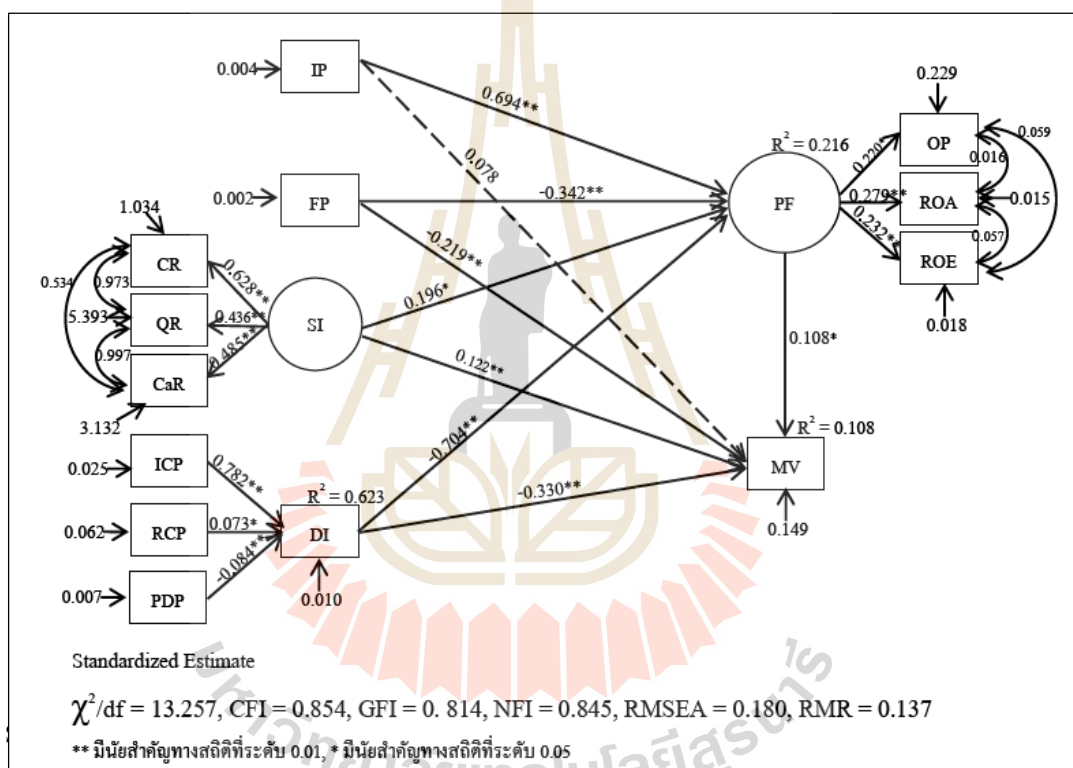 0.004 IP
0.229
0.694**
R² = 0.216
OP
0.059
0.078
0.220*
0.016
0.002 FP
-0.342**
PF
0.279**
ROA
0.015
1.034
-0.219**
0.232**
0.057
CR
ROE
0.534
0.973
0.628**
0.196*
5.393
QR
0.436**
SI
0.018
0.997
0.485**
0.108*
CaR
0.122**
3.132
-0.704**
R² = 0.108
0.025
ICP
0.782**
MV
R² = 0.623
-0.330**
0.062
RCP
0.073*
DI
0.149
-0.084**
0.007
PDP
0.010
Standardized Estimate
χ²/df = 13.257, CFI = 0.854, GFI = 0. 814, NFI = 0.845, RMSEA = 0.180, RMR = 0.137
** มีนัยสำคัญทางสถิติที่ระดับ 0.01, * มีนัยสำคัญทางสถิติที่ระดับ 0.05